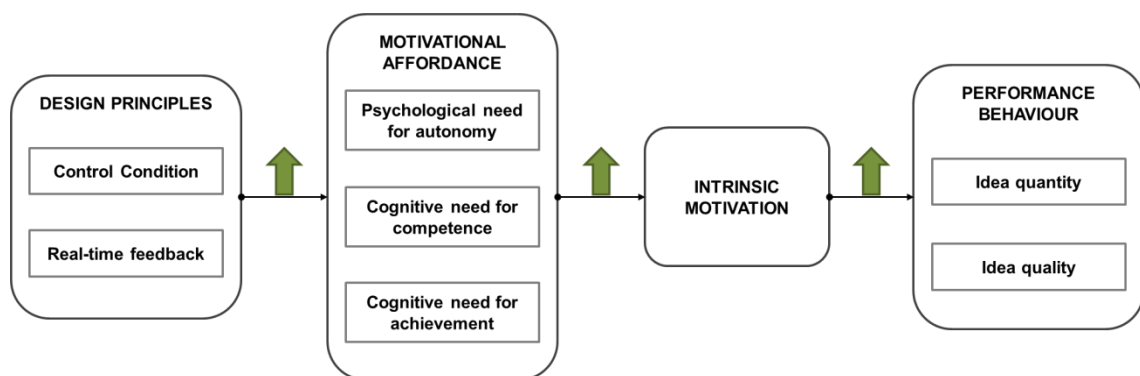 DESIGN PRINCIPLES
Control Condition
Real-time feedback
MOTIVATIONAL
AFFORDANCE
Psychological need
for autonomy
Cognitive need for
competence
Cognitive need for
achievement
INTRINSIC
MOTIVATION
PERFORMANCE
BEHAVIOUR
Idea quantity
Idea quality